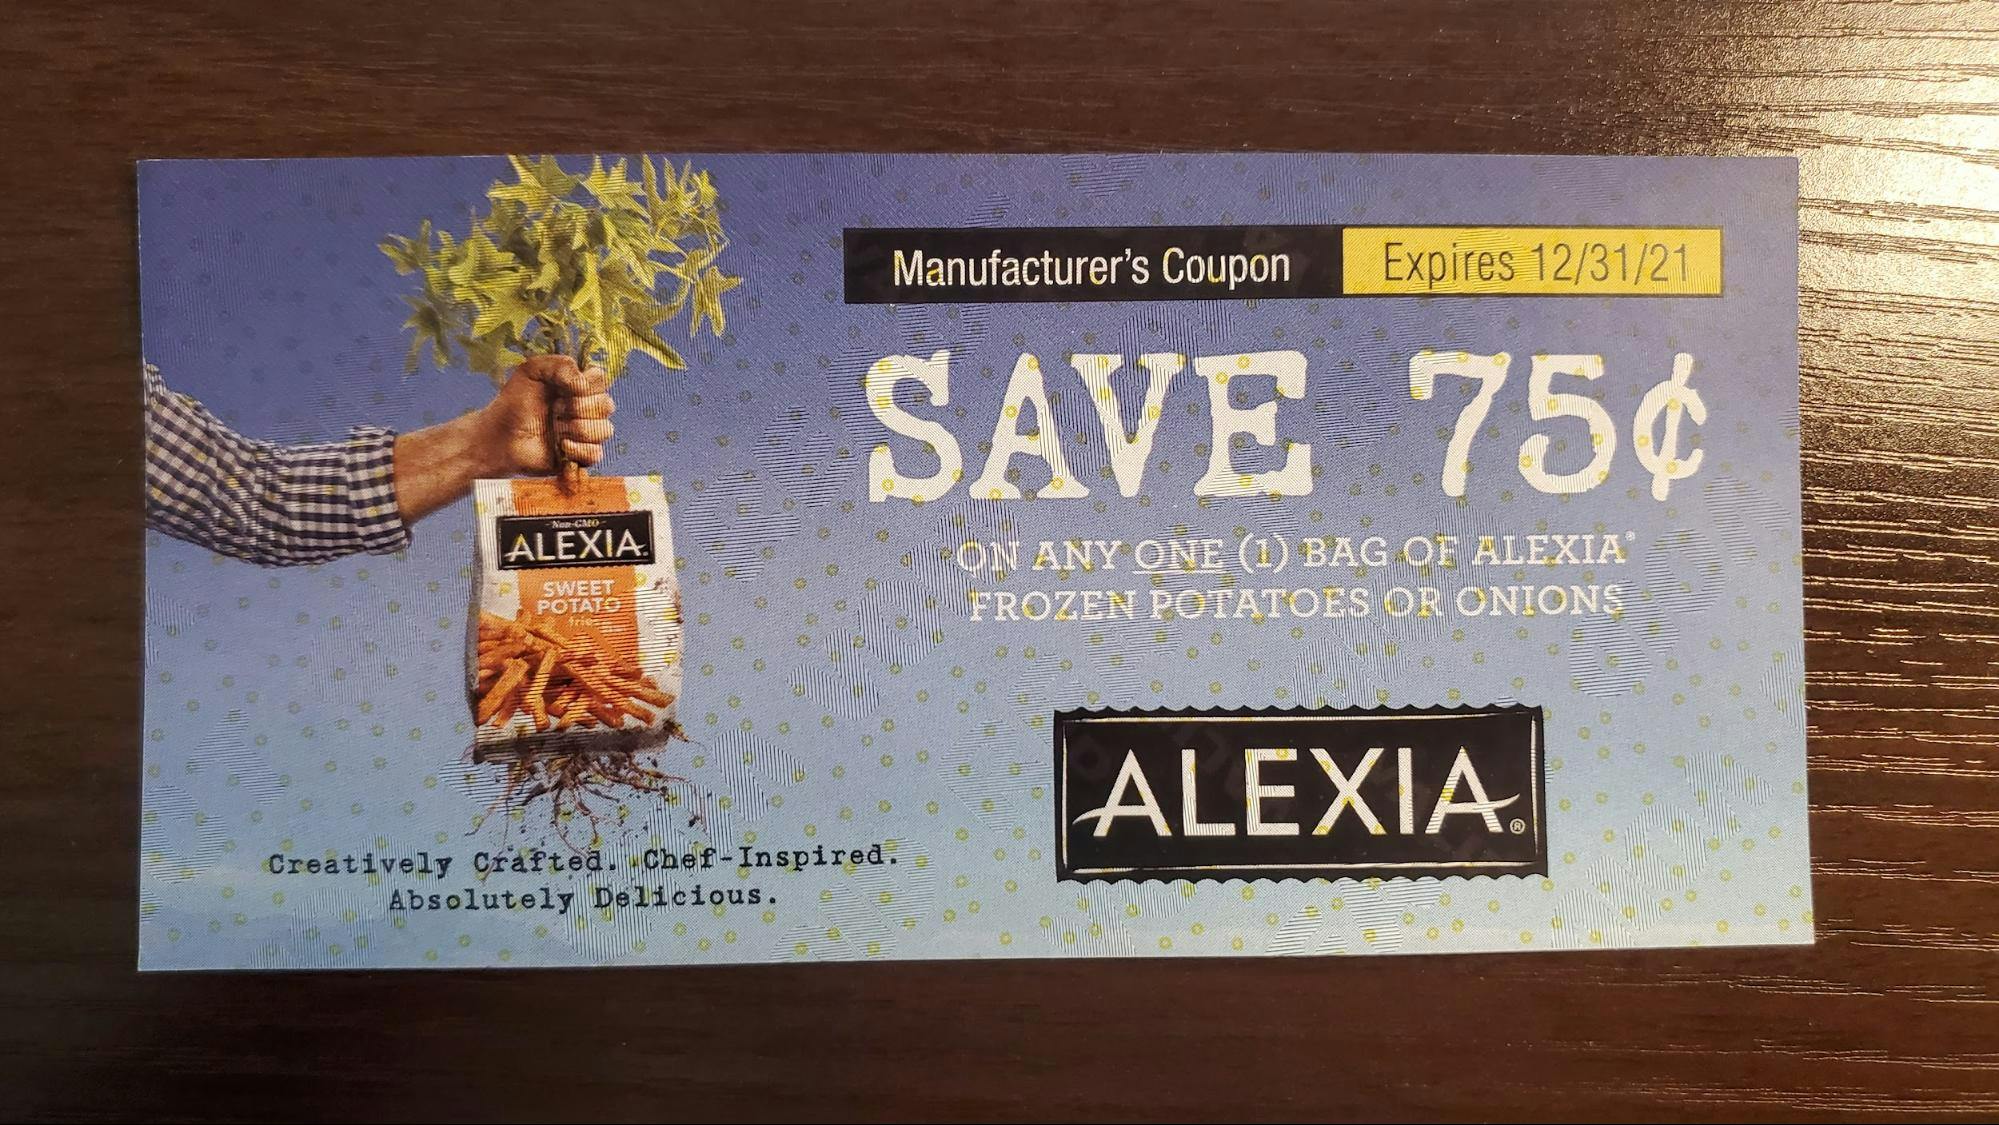 Manufacturer's Coupon
Expires 12/31/21
SAVE 75¢
ON ANY ONE (1) BAG OF ALEXIA®
FROZEN POTATOES OR ONIONS
Non-GMO
ALEXIA
SWEET
POTATO
fries
ALEXIA®
Creatively Crafted. Chef-Inspired.
Absolutely Delicious.